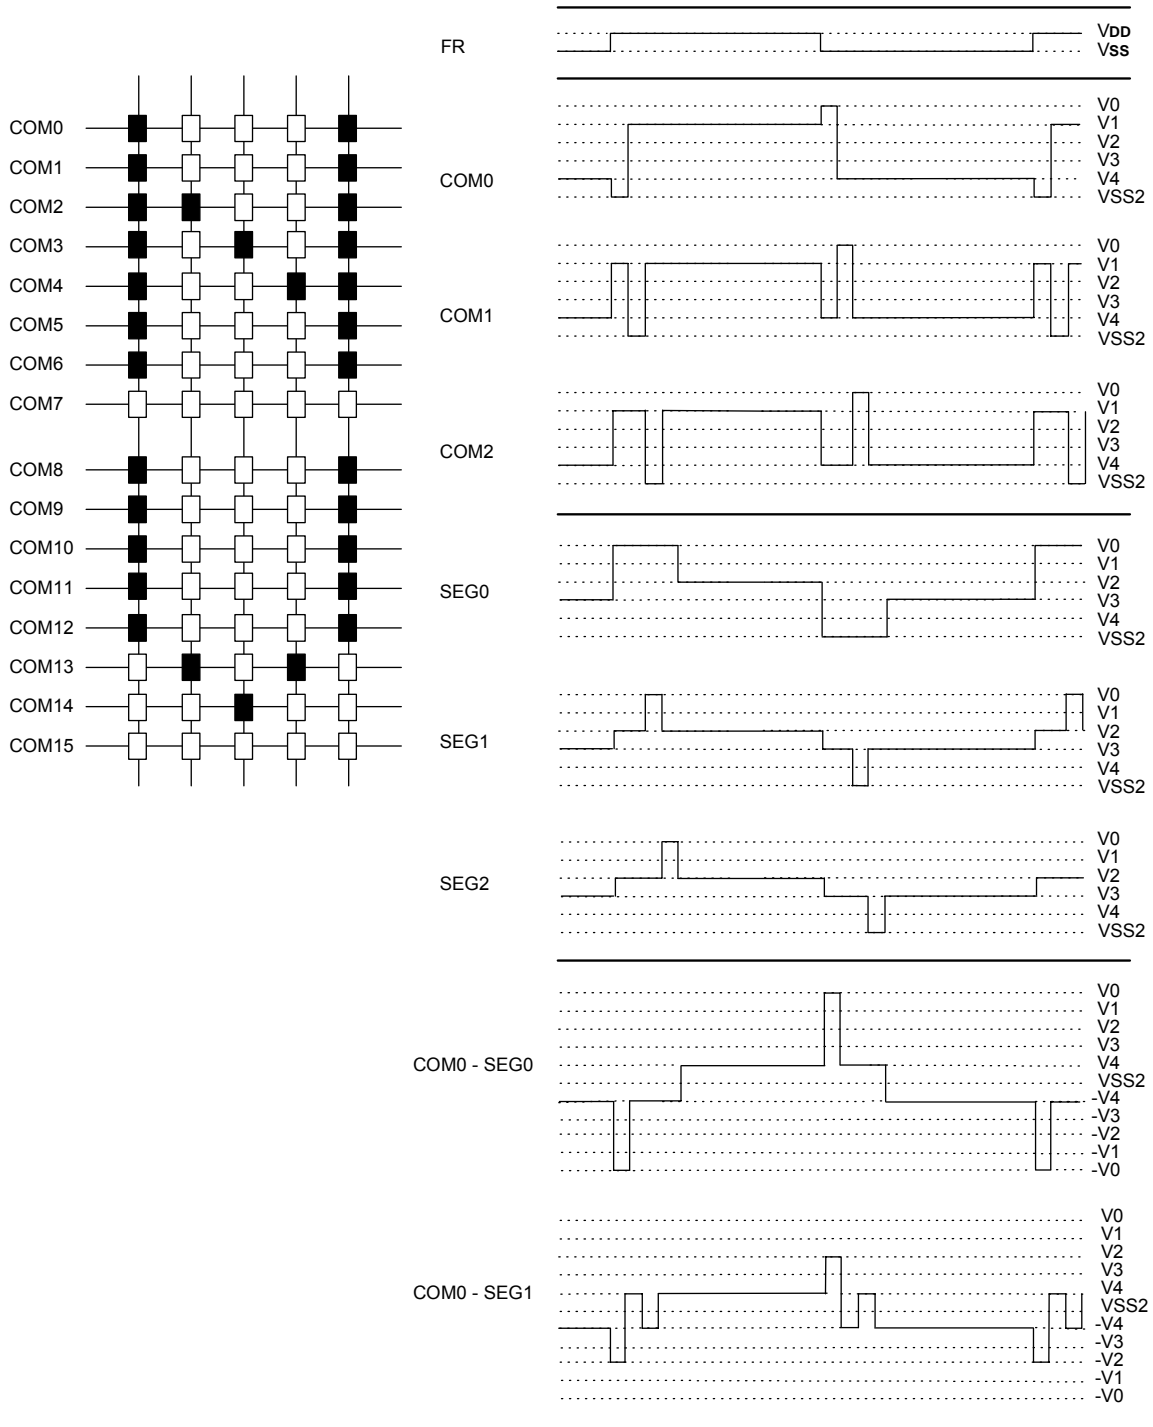 COM0
COM1
COM2
COM3
COM4
COM5
COM6
COM7
COM8
COM9
COM10
COM11
COM12
COM13
COM14
COM15
FR
VDD
VSS
COM0
V0
V1
V2
V3
V4
VSS2
COM1
V0
V1
V2
V3
V4
VSS2
COM2
V0
V1
V2
V3
V4
VSS2
SEG0
V0
V1
V2
V3
V4
VSS2
SEG1
V0
V1
V2
V3
V4
VSS2
SEG2
V0
V1
V2
V3
V4
VSS2
COM0 - SEG0
V0
V1
V2
V3
V4
VSS2
-V4
-V3
-V2
-V1
-V0
COM0 - SEG1
V0
V1
V2
V3
V4
VSS2
-V4
-V3
-V2
-V1
-V0